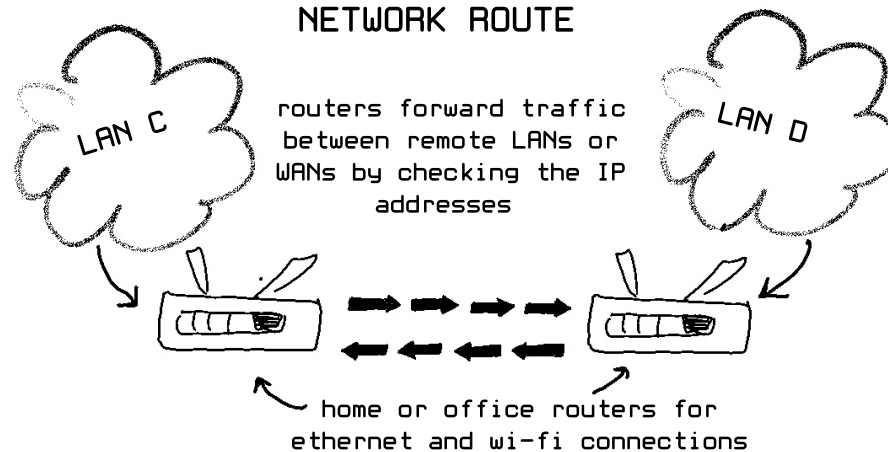 NETWORK ROUTE
LAN C
routers forward traffic
between remote LANs or
WANs by checking the IP
addresses
LAN D
home or office routers for
ethernet and wi-fi connections